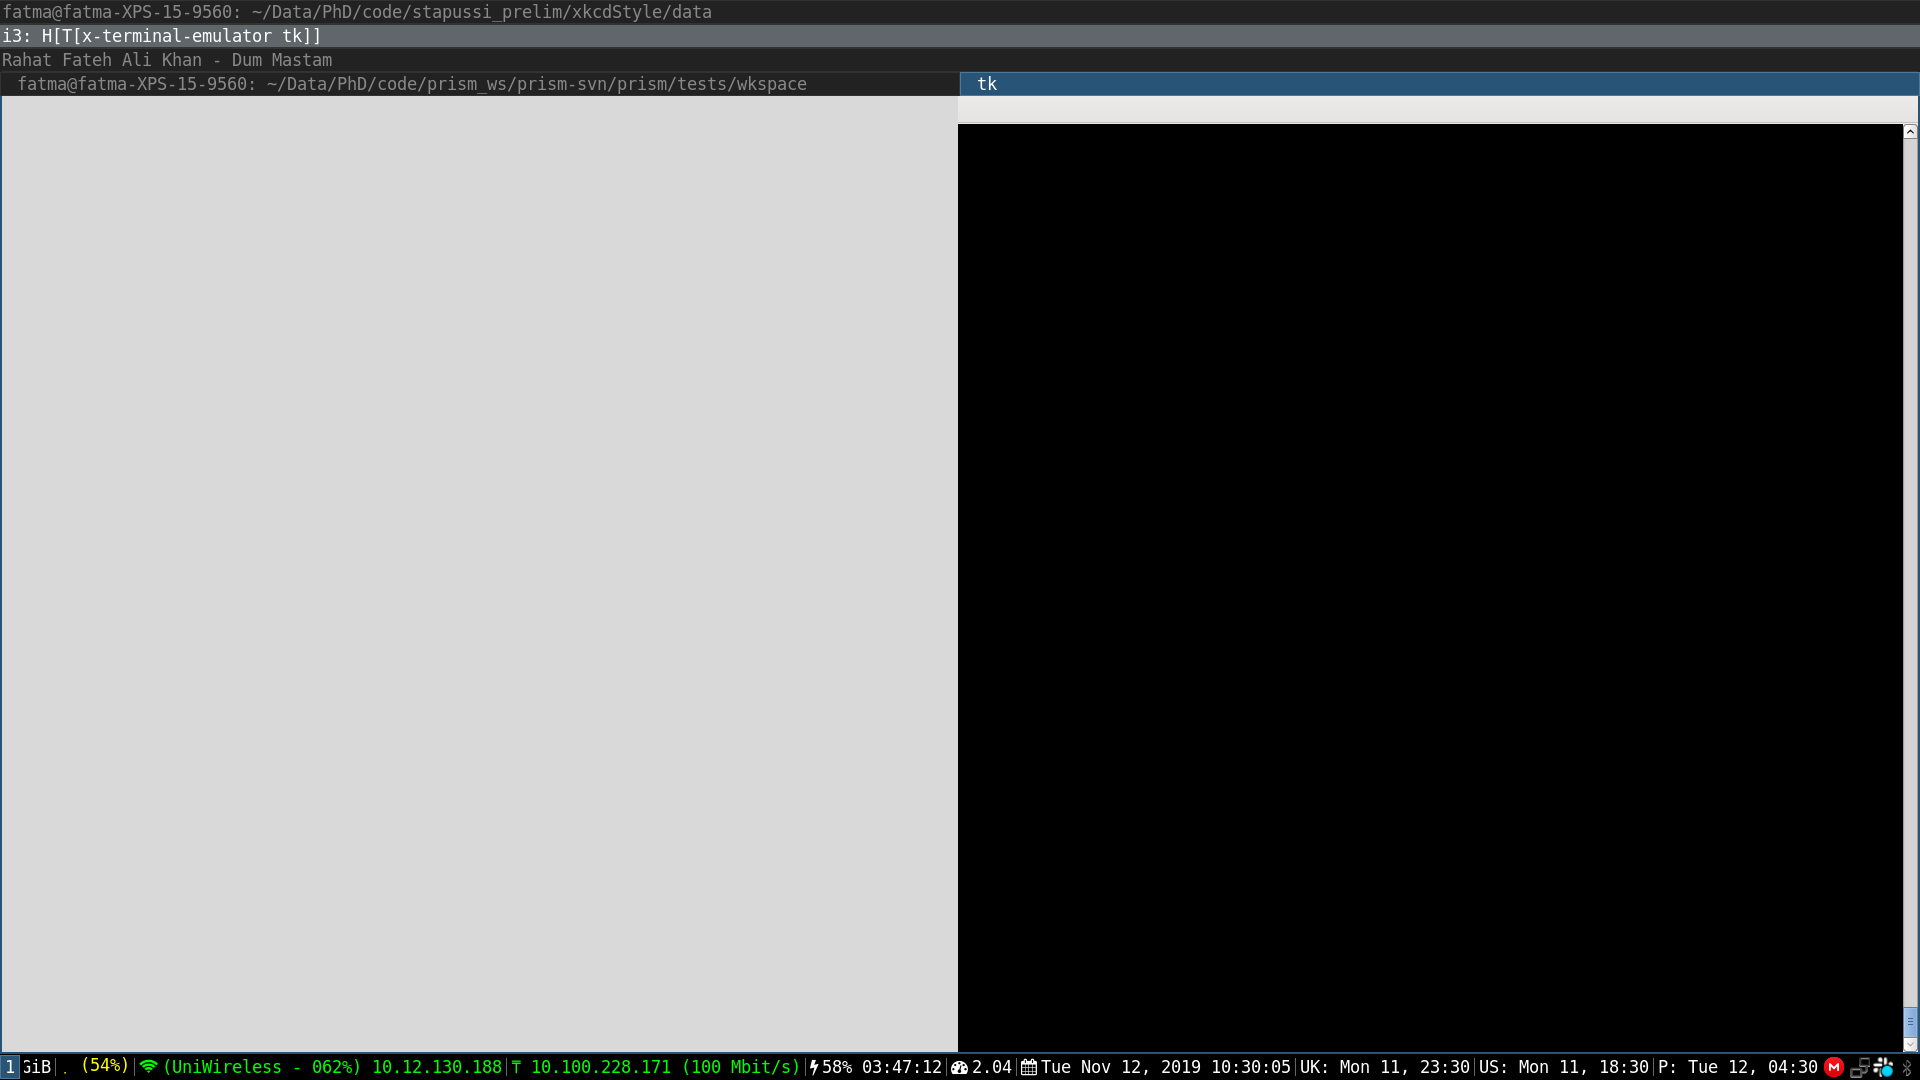 fatma@fatma-XPS-15-9560: ~/Data/PhD/code/stapussi_prelim/xkcdStyle/data
i3: H[T[x-terminal-emulator tk]]
Rahat Fateh Ali Khan - Dum Mastam
fatma@fatma-XPS-15-9560: ~/Data/PhD/code/prism_ws/prism-svn/prism/tests/wkspace
tk
1 GiB . (54%) (UniWireless - 062%) 10.12.130.188 10.100.228.171 (100 Mbit/s) 58% 03:47:12 2.04 Tue Nov 12, 2019 10:30:05 UK: Mon 11, 23:30 US: Mon 11, 18:30 P: Tue 12, 04:30 M